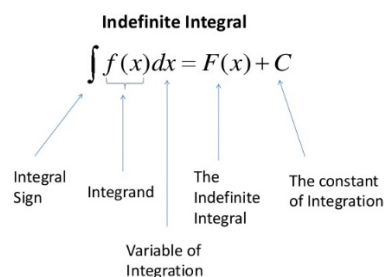 Indefinite Integral
∫ f(x)dx = F(x) + C
Integral
Sign
Integrand
The
Indefinite
Integral
The constant
of Integration
Variable of
Integration